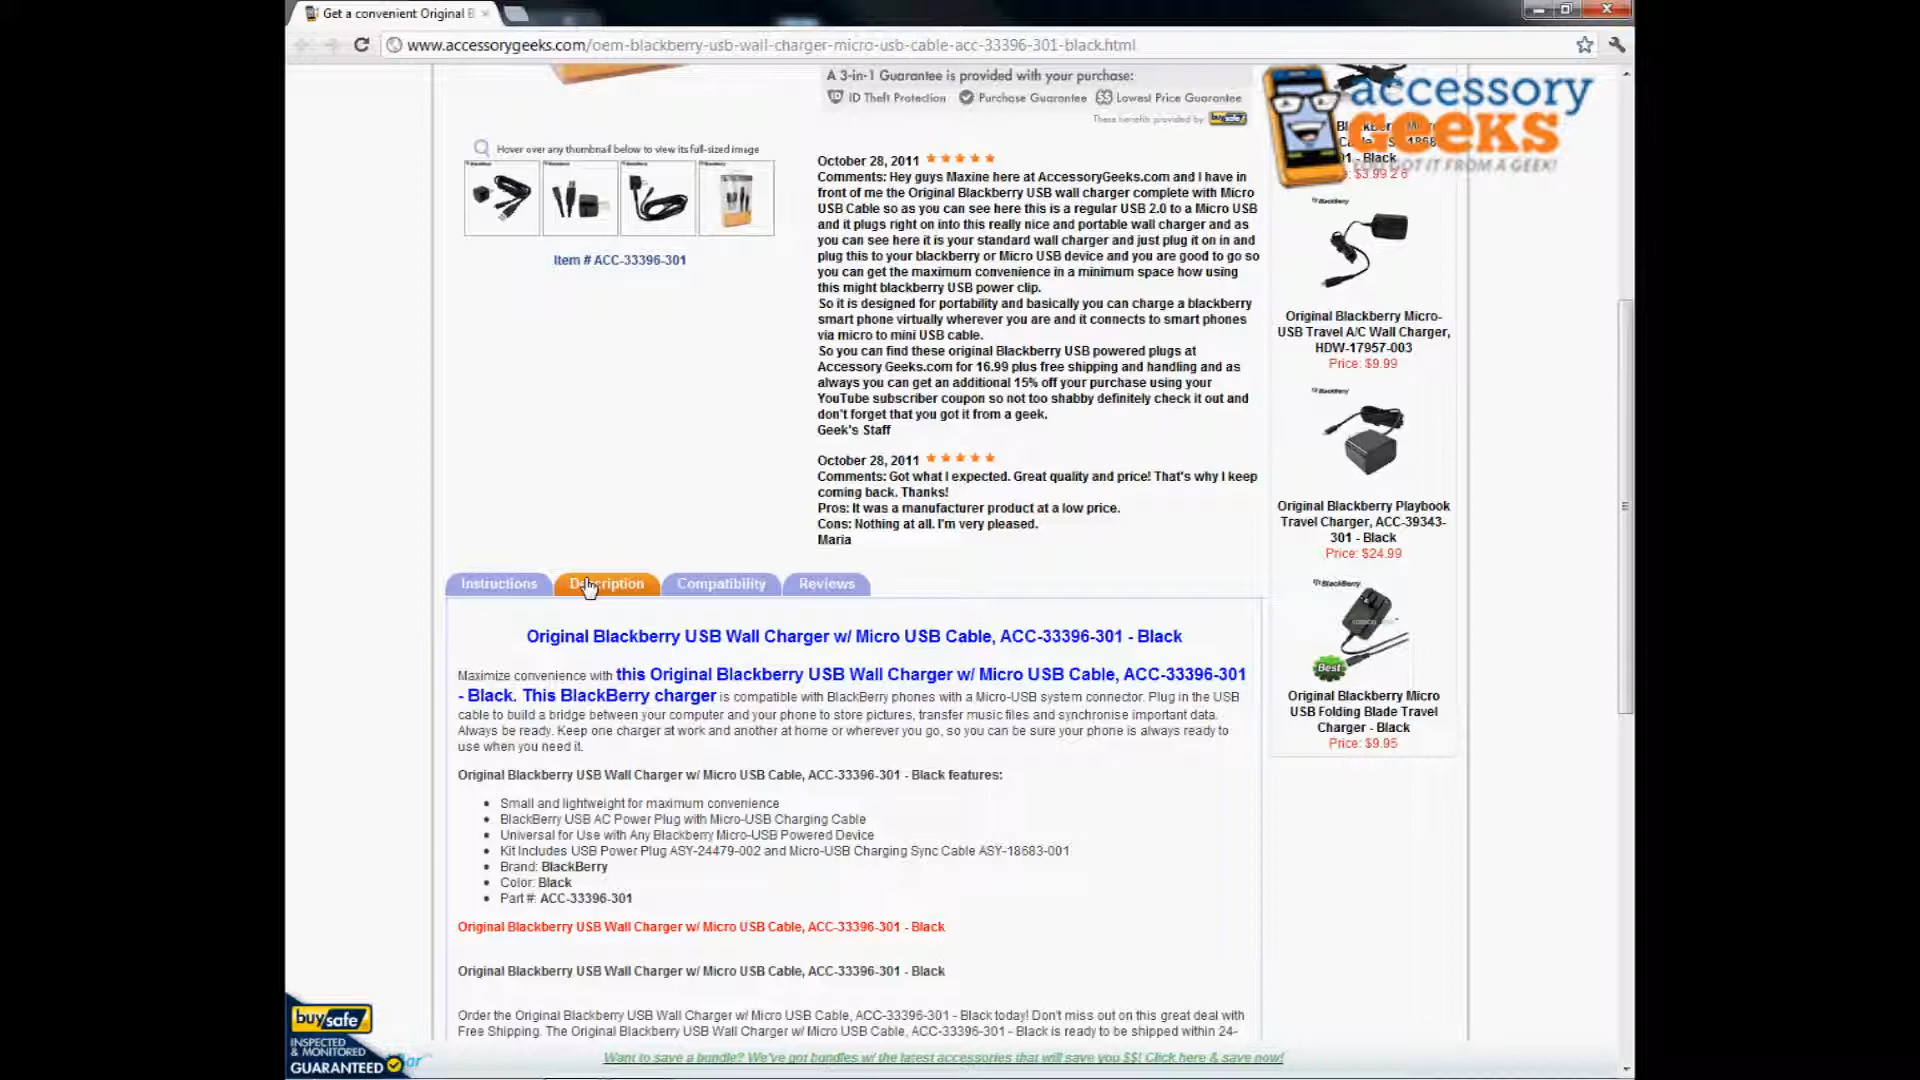 Get a convenient Original B
www.accessorygeeks.com/oem-blackberry-usb-wall-charger-micro-usb-cable-acc-33396-301-black.html
A 3-in-1 Guarantee is provided with your purchase:
ID Theft Protection Purchase Guarantee $$ Lowest Price Guarantee
These benefits provided by buySAFE
accessory
GEEKS
YOU GOT IT FROM A GEEK!
1 - Black
Hover over any thumbnail below to view its full-sized image
Item # ACC-33396-301
October 28, 2011
Comments: Hey guys Maxine here at AccessoryGeeks.com and I have in
front of me the Original Blackberry USB wall charger complete with Micro
USB Cable so as you can see here this is a regular USB 2.0 to a Micro USB
and it plugs right on into this really nice and portable wall charger and as
you can see here it is your standard wall charger and just plug it on in and
plug this to your blackberry or Micro USB device and you are good to go so
you can get the maximum convenience in a minimum space how using
this might blackberry USB power clip.
So it is designed for portability and basically you can charge a blackberry
smart phone virtually wherever you are and it connects to smart phones
via micro to mini USB cable.
So you can find these original Blackberry USB powered plugs at
Accessory Geeks.com for 16.99 plus free shipping and handling and as
always you can get an additional 15% off your purchase using your
YouTube subscriber coupon so not too shabby definitely check it out and
don't forget that you got it from a geek.
Geek's Staff
October 28, 2011
Comments: Got what I expected. Great quality and price! That's why I keep
coming back. Thanks!
Pros: It was a manufacturer product at a low price.
Cons: Nothing at all. I'm very pleased.
Maria
BlackBerry
Original Blackberry Micro-
USB Travel A/C Wall Charger,
HDW-17957-003
Price: $9.99
BlackBerry
Original Blackberry Playbook
Travel Charger, ACC-39343-
301 - Black
Price: $24.99
BlackBerry
Best
Original Blackberry Micro
USB Folding Blade Travel
Charger - Black
Price: $9.95
Instructions Description Compatibility Reviews
Original Blackberry USB Wall Charger w/ Micro USB Cable, ACC-33396-301 - Black
Maximize convenience with this Original Blackberry USB Wall Charger w/ Micro USB Cable, ACC-33396-301
- Black. This BlackBerry charger is compatible with BlackBerry phones with a Micro-USB system connector. Plug in the USB
cable to build a bridge between your computer and your phone to store pictures, transfer music files and synchronise important data.
Always be ready. Keep one charger at work and another at home or wherever you go, so you can be sure your phone is always ready to
use when you need it.
Original Blackberry USB Wall Charger w/ Micro USB Cable, ACC-33396-301 - Black features:
• Small and lightweight for maximum convenience
• BlackBerry USB AC Power Plug with Micro-USB Charging Cable
• Universal for Use with Any Blackberry Micro-USB Powered Device
• Kit Includes USB Power Plug ASY-24479-002 and Micro-USB Charging Sync Cable ASY-18683-001
• Brand: BlackBerry
• Color: Black
• Part #: ACC-33396-301
Original Blackberry USB Wall Charger w/ Micro USB Cable, ACC-33396-301 - Black
Original Blackberry USB Wall Charger w/ Micro USB Cable, ACC-33396-301 - Black
Order the Original Blackberry USB Wall Charger w/ Micro USB Cable, ACC-33396-301 - Black today! Don't miss out on this great deal with
Free Shipping. The Original Blackberry USB Wall Charger w/ Micro USB Cable, ACC-33396-301 - Black is ready to be shipped within 24-
buySAFE
INSPECTED
& MONITORED
GUARANTEED
Want to save a bundle? We've got bundles w/ the latest accessories that will save you $$! Click here & save now!